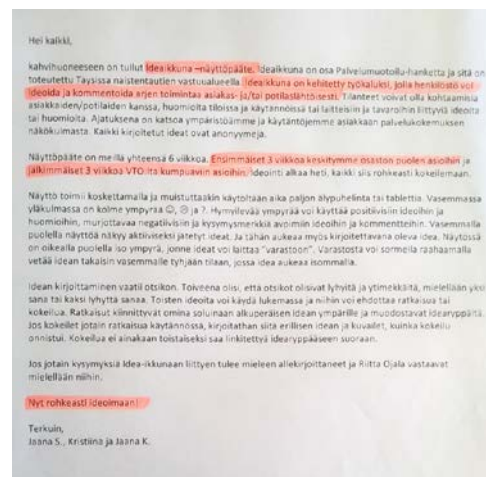 Hei kaikki,
kahvihuoneeseen on tullut Ideaikkuna –näyttöpääte. Ideaikkuna on osa Palvelumuotoilu-hanketta ja sitä on
toteutettu Taysissa naistentautien vastuualueella. Ideaikkuna on kehitetty työkaluksi, jolla henkilöstö voi
ideoida ja kommentoida arjen toimintaa asiakas- ja/tai potilaslähtöisesti. Tilanteet voivat olla kohtaamisia
asiakkaiden/potilaiden kanssa, huomioita tiloissa ja käytännöissä tai laitteisiin ja tavaroihin liittyviä ideoita
tai huomioita. Ajatuksena on katsoa ympäristöämme ja käytäntöjemme asiakkaan palvelukokemuksen
näkökulmasta. Kaikki kirjoitetut ideat ovat anonymejä.
Näyttöpääte on meillä yhteensä 6 viikkoa. Ensimmäiset 3 viikkoa keskitymme osaston puolen asioihin ja
jälkimmäiset 3 viikkoa VTO:lta kumpuaviin asioihin. Ideointi alkaa heti, kaikki siis rohkeasti kokeilemaan.
Näyttö toimii koskettamalla ja muistuttaakin käytöltään aika paljon älypuhelinta tai tablettia. Vasemmassa
yläkulmassa on kolme ympyrää ☺, ☹ ja ?. Hymyilevää ympyrää voi käyttää positiivisiin ideoihin ja
huomioihin, murjottavaa negatiivisiin ja kysymysmerkkiä avoimiin ideoihin ja kommentteihin. Vasemmalla
puolella näyttöä näkyy aktiiviseksi jätetyt ideat. Ja tähän aukeaa myös kirjoitettavana oleva idea. Näytössä
on oikealla puolella iso ympyrä, jonne ideat voi laittaa "varastoon". Varastosta voi sormella raahaamalla
vetää idean takaisin vasemmalle tyhjään tilaan, jossa idea aukeaa isommalla.
Idean kirjoittaminen vaatii otsikon. Toiveena olisi, että otsikot olisivat lyhyitä ja ytimekkäitä, mielellään yksi
sana tai kaksi lyhyttä sanaa. Toisten ideoita voi käydä lukemassa ja niihin voi ehdottaa ratkaisua tai
kokeilua. Ratkaisut kiinnittyvät omina soluinaan alkuperäisen idean ympärille ja muodostavat idearyppäitä.
Jos kokeilet jotain ratkaisua käytännössä, kirjoitathan siitä erillisen idean ja kuvailet, kuinka kokeilu
onnistui. Kokeilua ei ainakaan toistaiseksi saa linkitettyä idearyppääseen suoraan.
Jos jotain kysymyksiä Idea-ikkunaan liittyen tulee mieleen allekirjoittaneet ja Riitta Ojala vastaavat
mielellään niihin.
Nyt rohkeasti ideoimaan!
Terkuin,
Jaana S., Kristiina ja Jaana K.